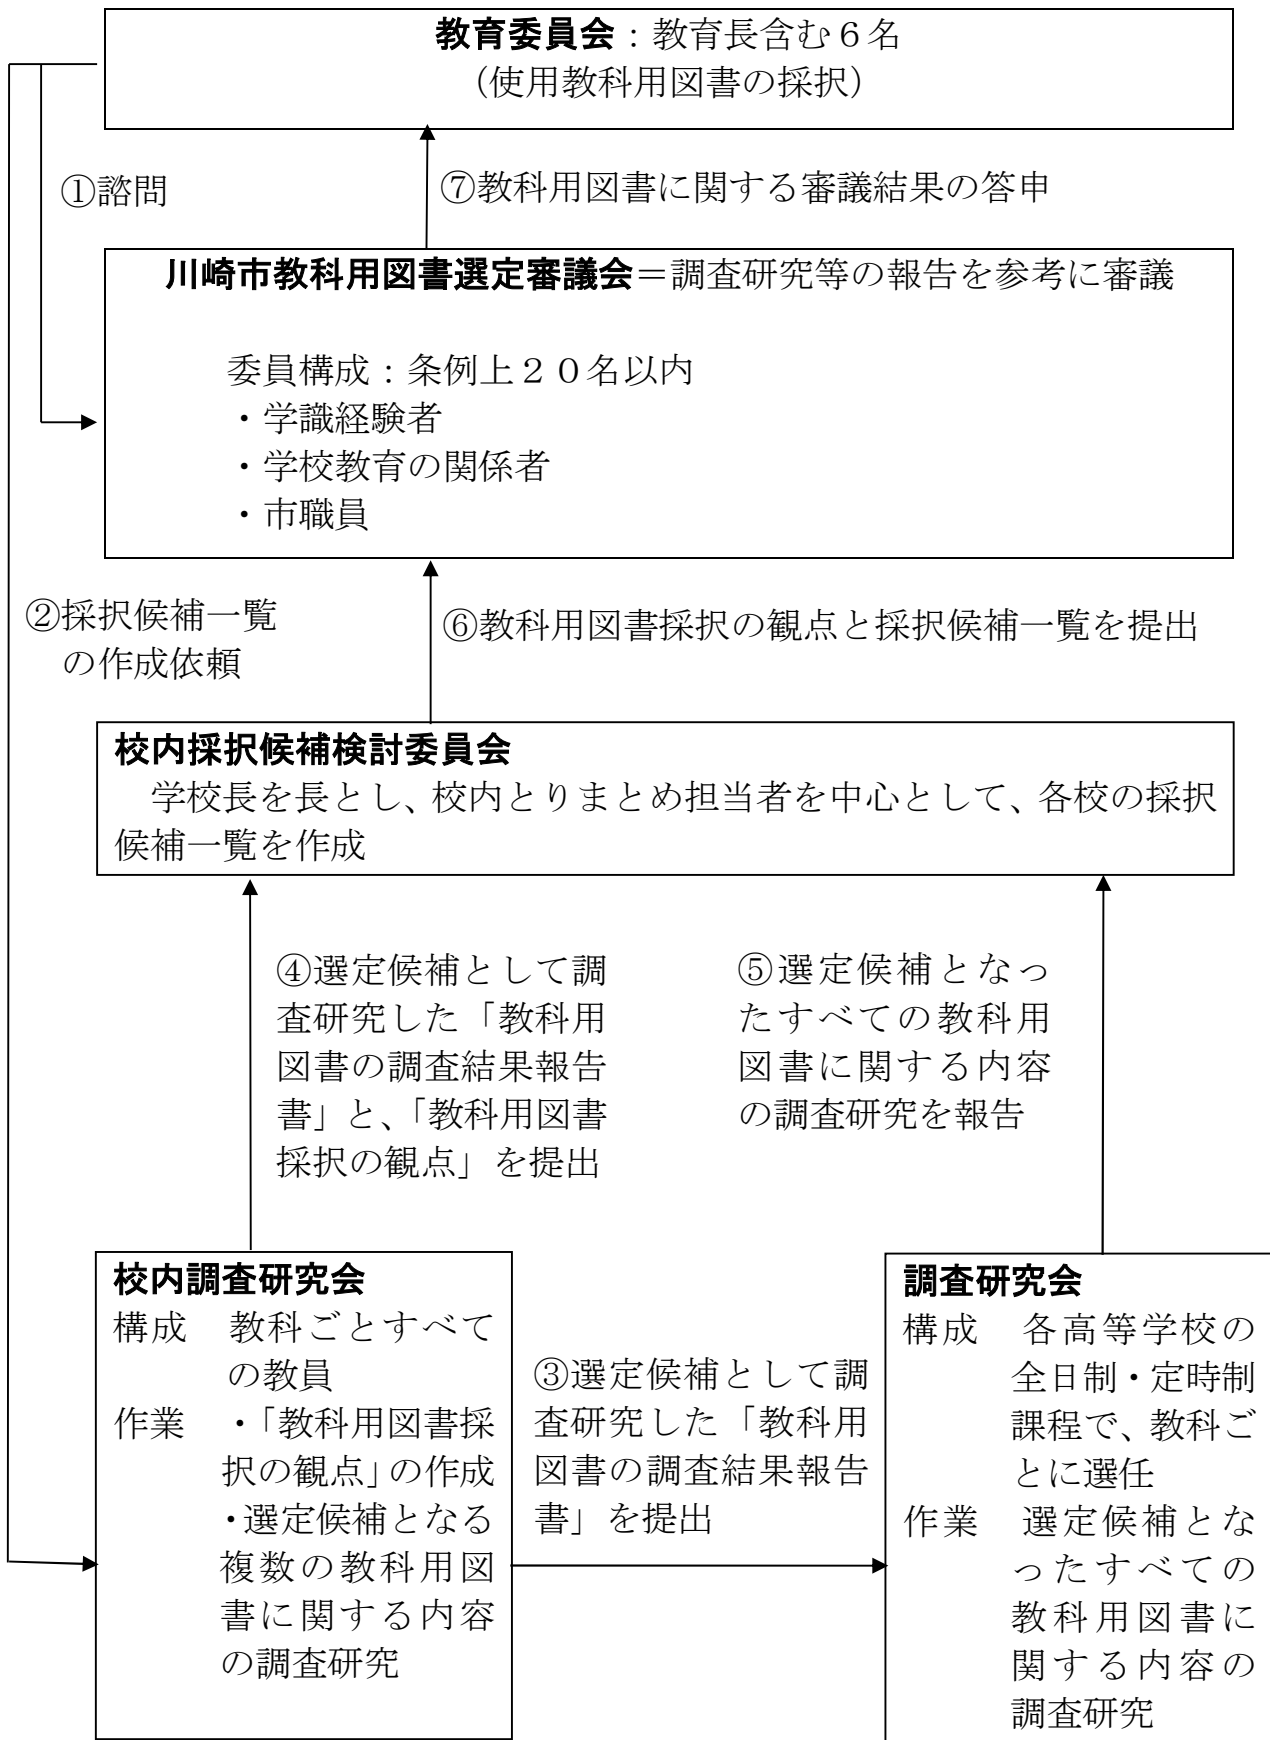 教育委員会：教育長含む６名
（使用教科用図書の採択）
①諮問
⑦教科用図書に関する審議結果の答申
川崎市教科用図書選定審議会＝調査研究等の報告を参考に審議
委員構成：条例上２０名以内
・学識経験者
・学校教育の関係者
・市職員
②採択候補一覧
の作成依頼
⑥教科用図書採択の観点と採択候補一覧を提出
校内採択候補検討委員会
学校長を長とし、校内とりまとめ担当者を中心として、各校の採択
候補一覧を作成
④選定候補として調
査研究した「教科用
図書の調査結果報告
書」と、「教科用図書
採択の観点」を提出
⑤選定候補となっ
たすべての教科用
図書に関する内容
の調査研究を報告
校内調査研究会
構成　教科ごとすべて
の教員
作業　・「教科用図書採
択の観点」の作成
・選定候補となる
複数の教科用図
書に関する内容
の調査研究
③選定候補として調
査研究した「教科用
図書の調査結果報告
書」を提出
調査研究会
構成　各高等学校の
全日制・定時制
課程で、教科ご
とに選任
作業　選定候補とな
ったすべての
教科用図書に
関する内容の
調査研究